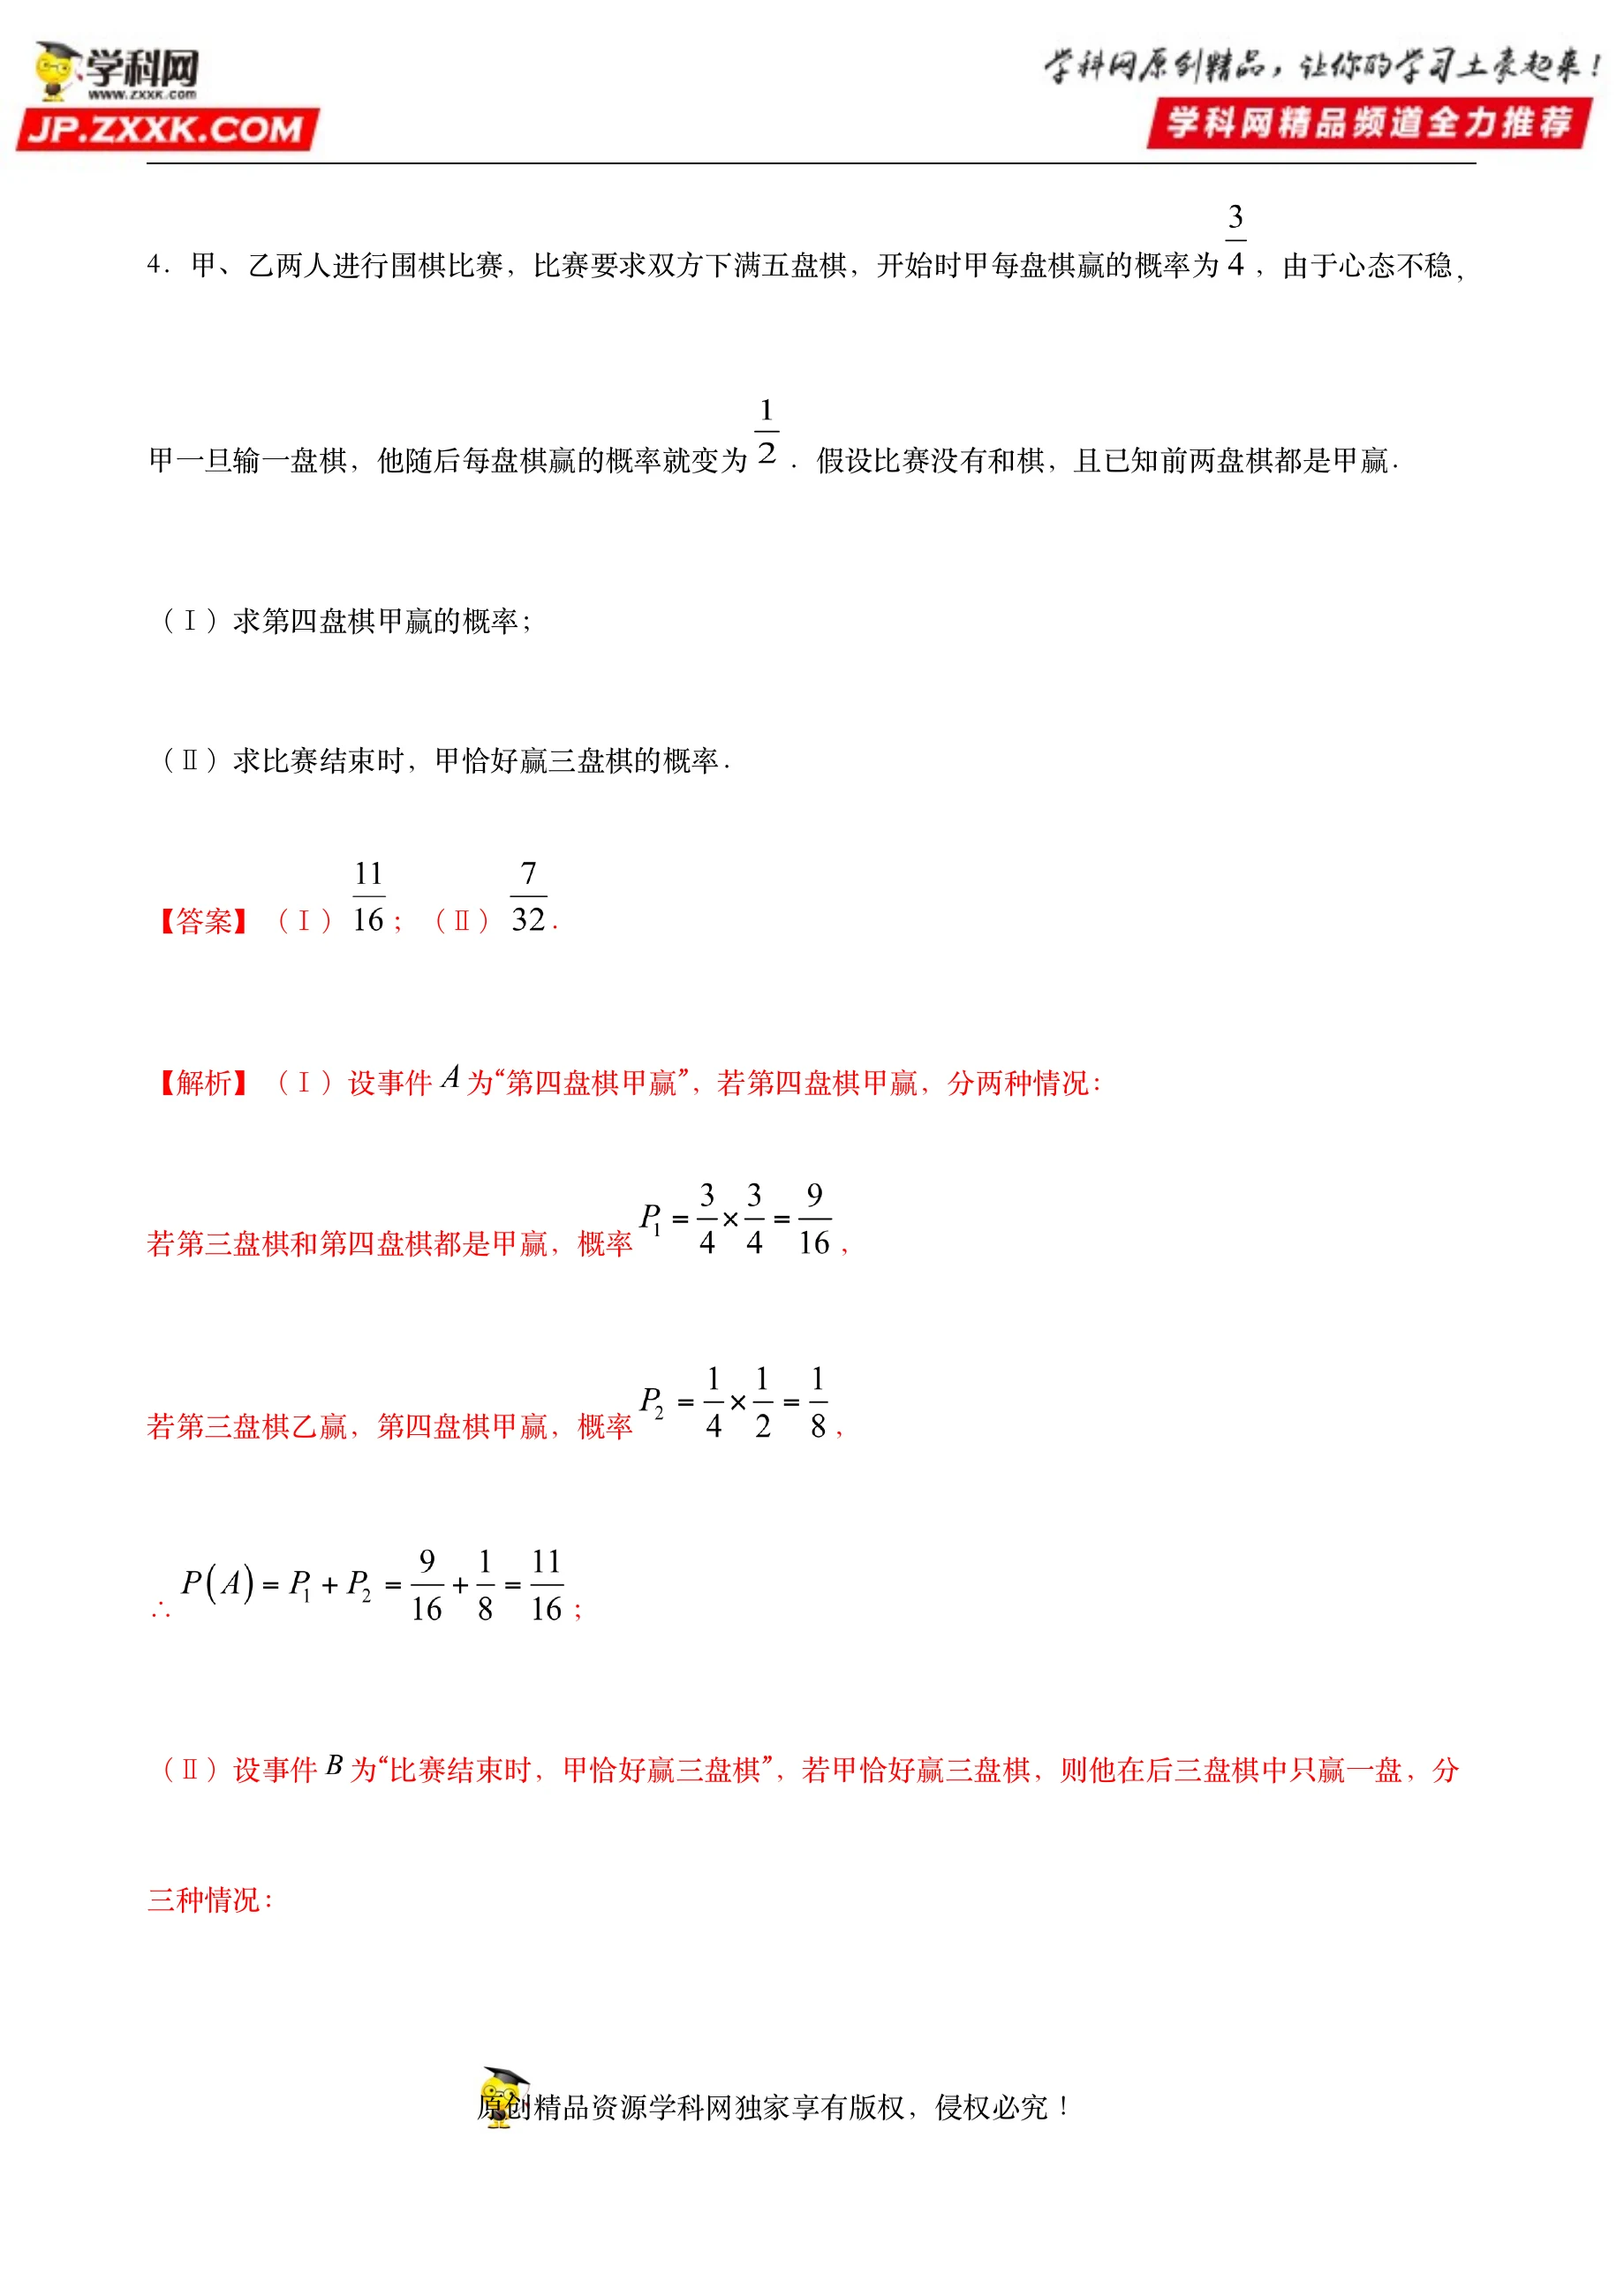 学科网
www.zxxk.com
JP.ZXXK.COM
学科网原创精品，让你的学习土豪起来！
学科网精品频道全力推荐
4．甲、乙两人进行围棋比赛，比赛要求双方下满五盘棋，开始时甲每盘棋赢的概率为 3/4，由于心态不稳，
甲一旦输一盘棋，他随后每盘棋赢的概率就变为 1/2．假设比赛没有和棋，且已知前两盘棋都是甲赢．
（Ⅰ）求第四盘棋甲赢的概率；
（Ⅱ）求比赛结束时，甲恰好赢三盘棋的概率．
【答案】（Ⅰ）11/16；（Ⅱ）7/32．
【解析】（Ⅰ）设事件 A 为“第四盘棋甲赢”，若第四盘棋甲赢，分两种情况：
若第三盘棋和第四盘棋都是甲赢，概率 P₁ = 3/4 × 3/4 = 9/16，
若第三盘棋乙赢，第四盘棋甲赢，概率 P₂ = 1/4 × 1/2 = 1/8，
∴ P(A) = P₁ + P₂ = 9/16 + 1/8 = 11/16；
（Ⅱ）设事件 B 为“比赛结束时，甲恰好赢三盘棋”，若甲恰好赢三盘棋，则他在后三盘棋中只赢一盘，分
三种情况：
原创精品资源学科网独家享有版权，侵权必究！